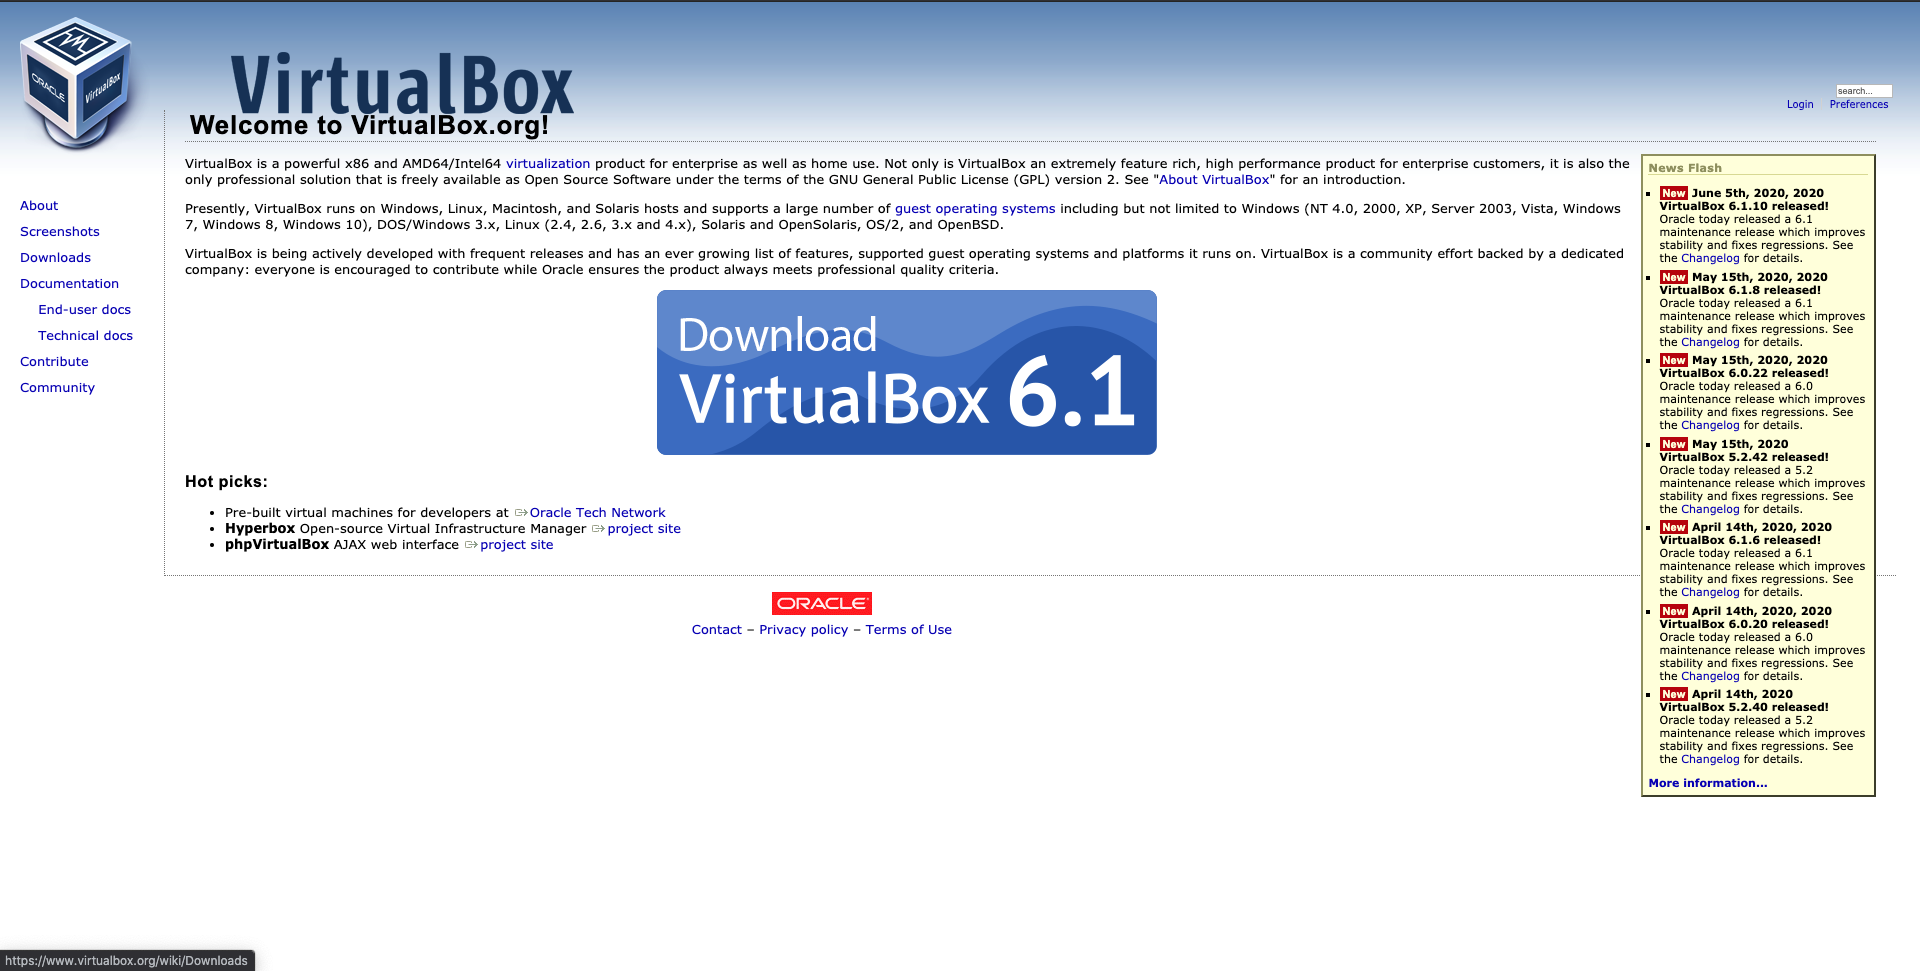 ORACLE
VirtualBox
VirtualBox
Welcome to VirtualBox.org!
search...
Login Preferences
About
Screenshots
Downloads
Documentation
End-user docs
Technical docs
Contribute
Community
VirtualBox is a powerful x86 and AMD64/Intel64 virtualization product for enterprise as well as home use. Not only is VirtualBox an extremely feature rich, high performance product for enterprise customers, it is also the
only professional solution that is freely available as Open Source Software under the terms of the GNU General Public License (GPL) version 2. See "About VirtualBox" for an introduction.
Presently, VirtualBox runs on Windows, Linux, Macintosh, and Solaris hosts and supports a large number of guest operating systems including but not limited to Windows (NT 4.0, 2000, XP, Server 2003, Vista, Windows
7, Windows 8, Windows 10), DOS/Windows 3.x, Linux (2.4, 2.6, 3.x and 4.x), Solaris and OpenSolaris, OS/2, and OpenBSD.
VirtualBox is being actively developed with frequent releases and has an ever growing list of features, supported guest operating systems and platforms it runs on. VirtualBox is a community effort backed by a dedicated
company: everyone is encouraged to contribute while Oracle ensures the product always meets professional quality criteria.
Download
VirtualBox 6.1
Hot picks:
Pre-built virtual machines for developers at Oracle Tech Network
Hyperbox Open-source Virtual Infrastructure Manager project site
phpVirtualBox AJAX web interface project site
ORACLE
Contact – Privacy policy – Terms of Use
News Flash
New June 5th, 2020, 2020
VirtualBox 6.1.10 released!
Oracle today released a 6.1
maintenance release which improves
stability and fixes regressions. See
the Changelog for details.
New May 15th, 2020, 2020
VirtualBox 6.1.8 released!
Oracle today released a 6.1
maintenance release which improves
stability and fixes regressions. See
the Changelog for details.
New May 15th, 2020, 2020
VirtualBox 6.0.22 released!
Oracle today released a 6.0
maintenance release which improves
stability and fixes regressions. See
the Changelog for details.
New May 15th, 2020
VirtualBox 5.2.42 released!
Oracle today released a 5.2
maintenance release which improves
stability and fixes regressions. See
the Changelog for details.
New April 14th, 2020, 2020
VirtualBox 6.1.6 released!
Oracle today released a 6.1
maintenance release which improves
stability and fixes regressions. See
the Changelog for details.
New April 14th, 2020, 2020
VirtualBox 6.0.20 released!
Oracle today released a 6.0
maintenance release which improves
stability and fixes regressions. See
the Changelog for details.
New April 14th, 2020
VirtualBox 5.2.40 released!
Oracle today released a 5.2
maintenance release which improves
stability and fixes regressions. See
the Changelog for details.
More information...
https://www.virtualbox.org/wiki/Downloads